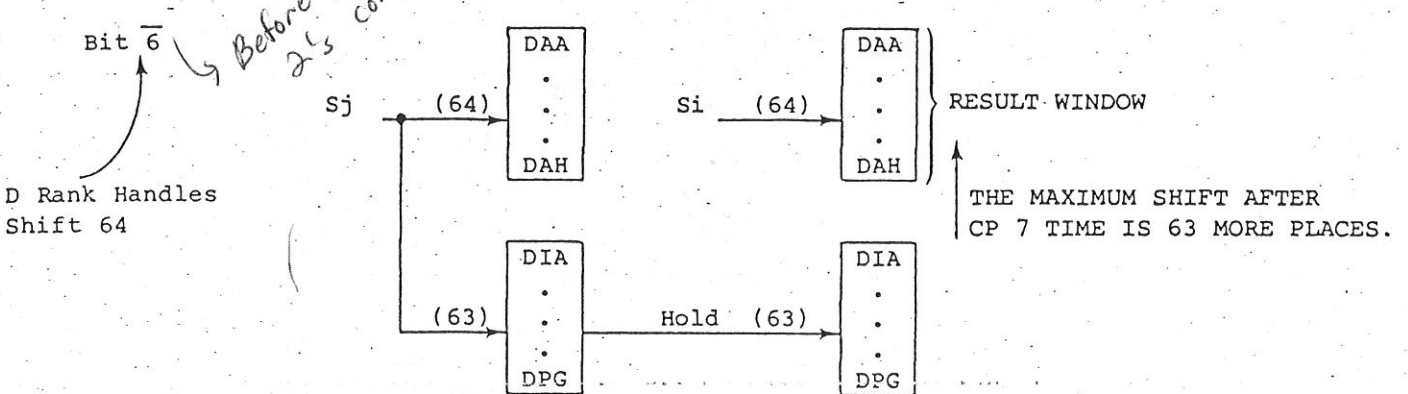 Bit 6̅
Before
2's
D Rank Handles
Shift 64
Sj
(64)
DAA
.
.
.
DAH
(63)
DIA
.
.
.
DPG
Si (64)
DAA
.
.
.
DAH
RESULT WINDOW
THE MAXIMUM SHIFT AFTER
CP 7 TIME IS 63 MORE PLACES.
Hold (63)
DIA
.
.
.
DPG